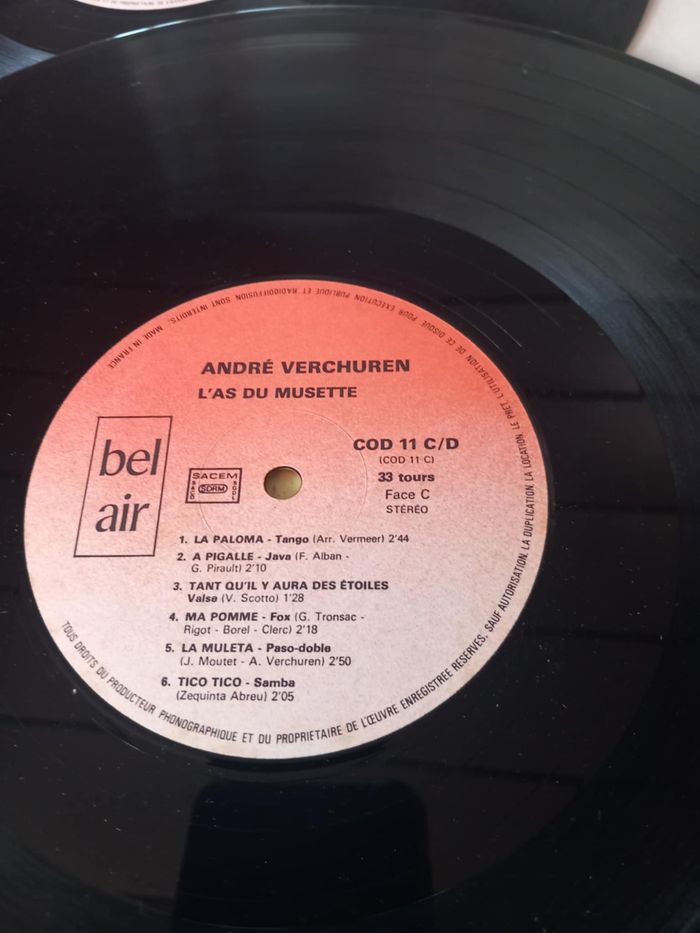 ANDRÉ VERCHUREN
L'AS DU MUSETTE
bel
air
SACEM
SDRM
SACD
SGDL
COD 11 C/D
(COD 11 C)
33 tours
Face C
STÉRÉO
1. LA PALOMA - Tango (Arr. Vermeer) 2'44
2. A PIGALLE - Java (F. Alban -
G. Pirault) 2'10
3. TANT QU'IL Y AURA DES ÉTOILES
Valse (V. Scotto) 1'28
4. MA POMME - Fox (G. Tronsac -
Rigot - Borel - Clerc) 2'18
5. LA MULETA - Paso-doble
(J. Moutet - A. Verchuren) 2'50
6. TICO TICO - Samba
(Zequinta Abreu) 2'05
TOUS DROITS DU PRODUCTEUR PHONOGRAPHIQUE ET DU PROPRIETAIRE DE L'ŒUVRE ENREGISTREE RESERVES, SAUF AUTORISATION. LA DUPLICATION, LA LOCATION, LE PRET, L'UTILISATION DE CE DISQUE POUR EXECUTION PUBLIQUE ET RADIODIFFUSION SONT INTERDITS. MADE IN FRANCE